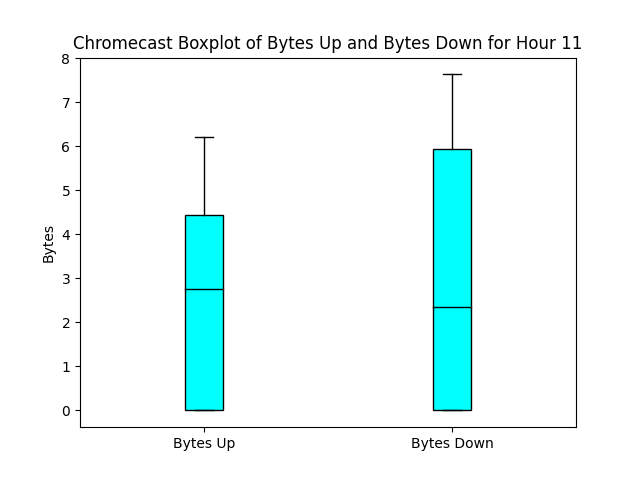 Chromecast Boxplot of Bytes Up and Bytes Down for Hour 11
8
7
6
5
4
3
2
1
0
Bytes
Bytes Up
Bytes Down